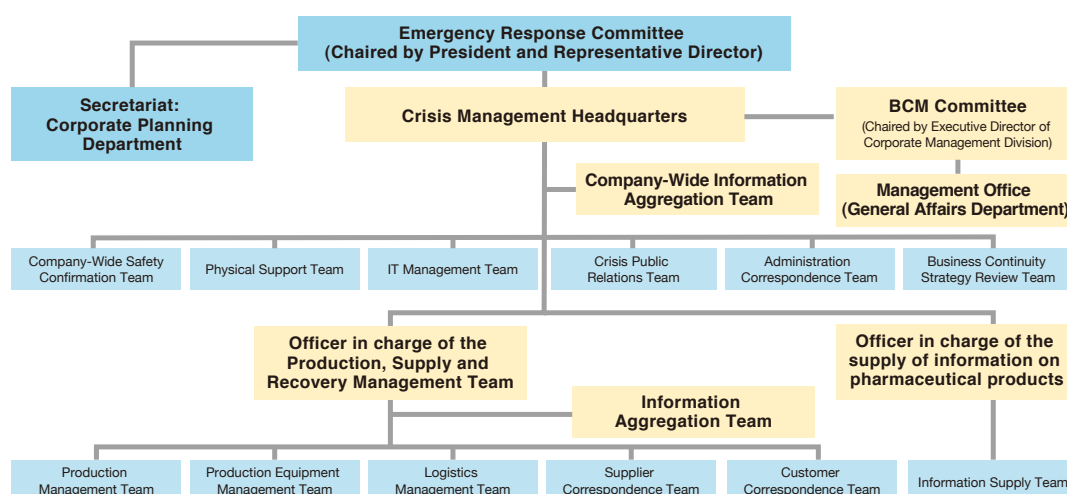 Emergency Response Committee
(Chaired by President and Representative Director)
Secretariat:
Corporate Planning
Department
Crisis Management Headquarters
BCM Committee
(Chaired by Executive Director of
Corporate Management Division)
Company-Wide Information
Aggregation Team
Management Office
(General Affairs Department)
Company-Wide Safety
Confirmation Team
Physical Support Team
IT Management Team
Crisis Public
Relations Team
Administration
Correspondence Team
Business Continuity
Strategy Review Team
Officer in charge of the
Production, Supply and
Recovery Management Team
Officer in charge of the
supply of information on
pharmaceutical products
Information
Aggregation Team
Production
Management Team
Production Equipment
Management Team
Logistics
Management Team
Supplier
Correspondence Team
Customer
Correspondence Team
Information Supply Team